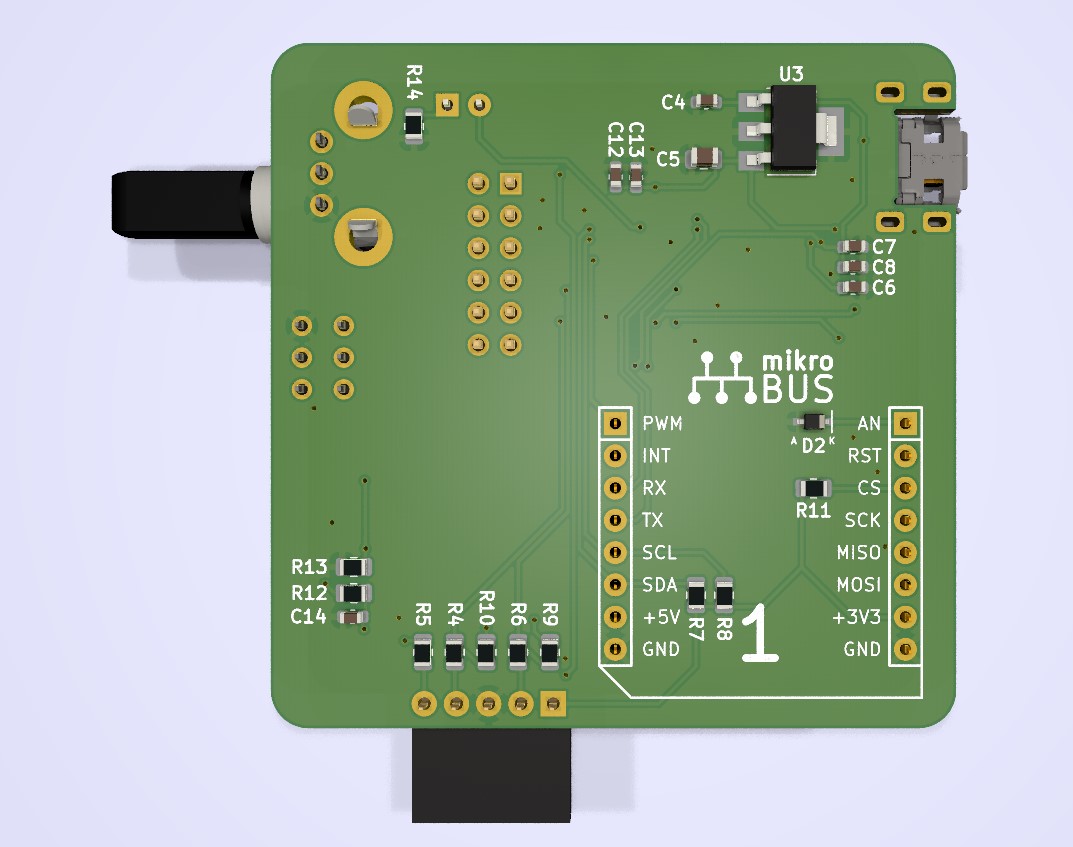 U3
R14
C4
C12
C13
C5
C7
C8
C6
mikro
BUS
PWM
AN
A D2 K
INT
RST
RX
CS
R11
TX
SCK
SCL
MISO
R13
SDA
MOSI
R12
R5
R4
R10
R6
R9
C14
+5V
R7
R8
1
+3V3
GND
GND